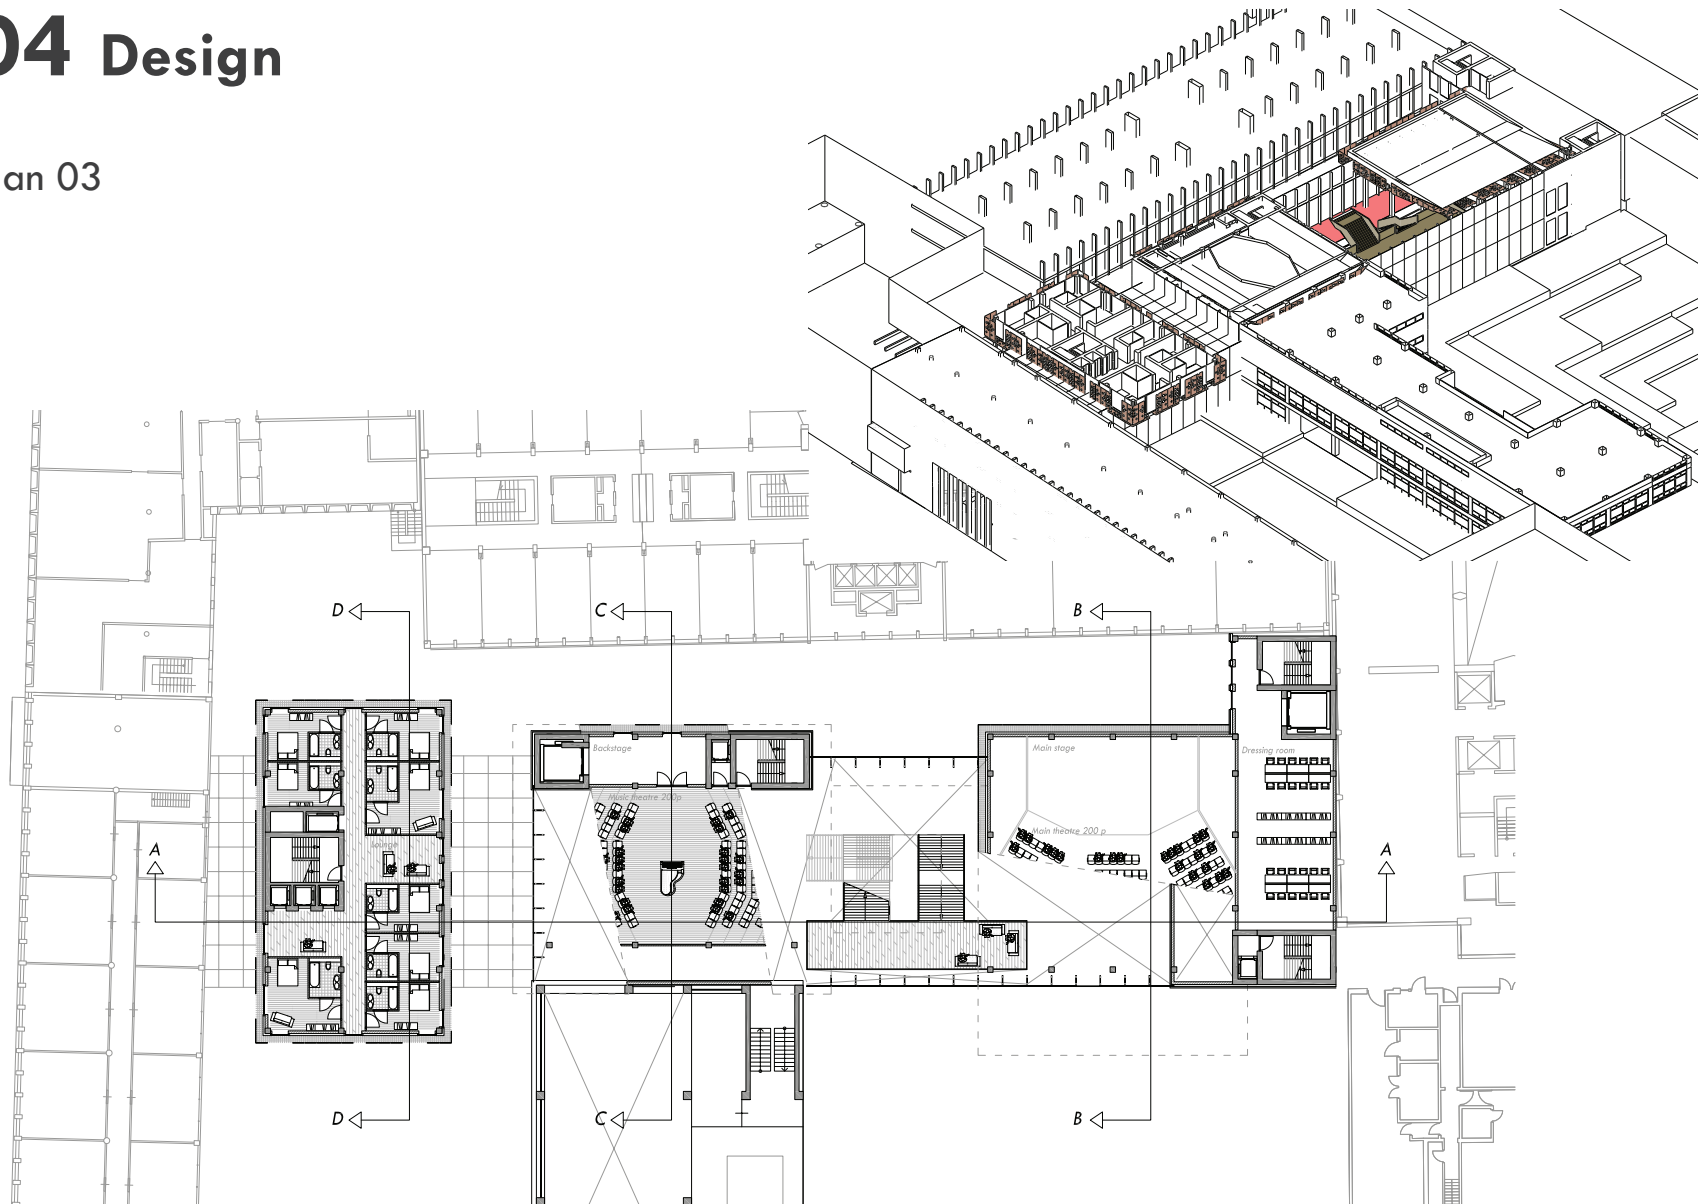 04 Design
an 03
D
C
B
Backstage
Main stage
Dressing room
Music theatre 200p
Main theatre 200 p
Lounge
A
A
D
C
B